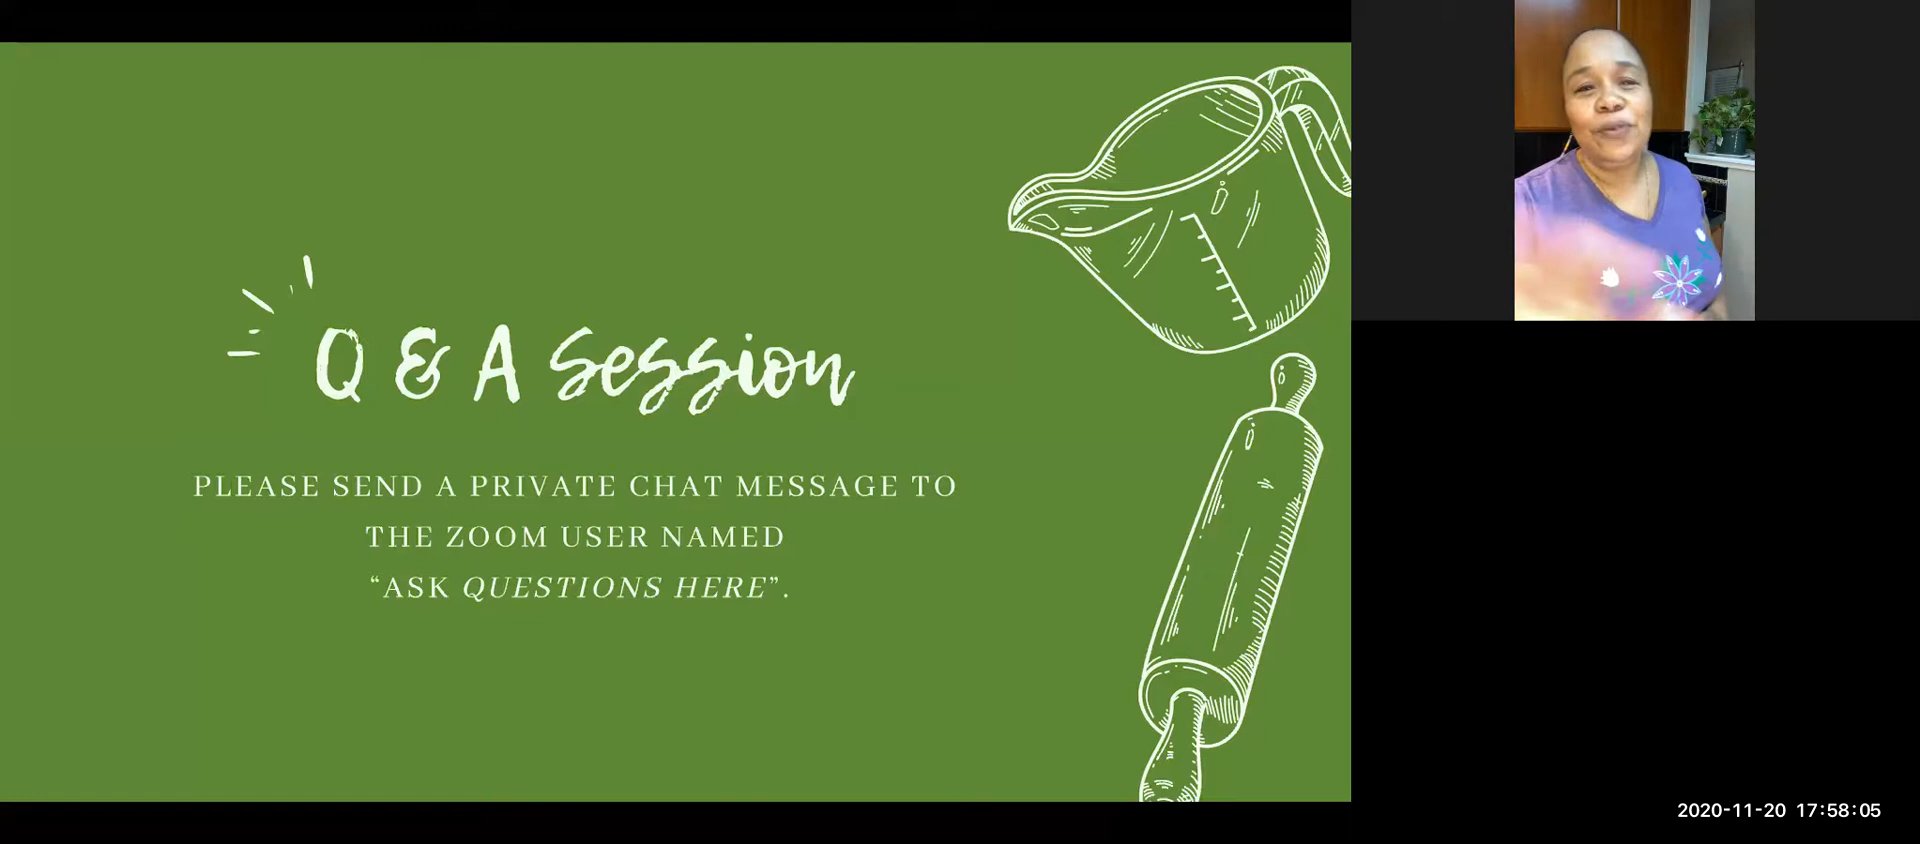 Q & A Session
PLEASE SEND A PRIVATE CHAT MESSAGE TO
THE ZOOM USER NAMED
“ASK QUESTIONS HERE”.
2020-11-20 17:58:05